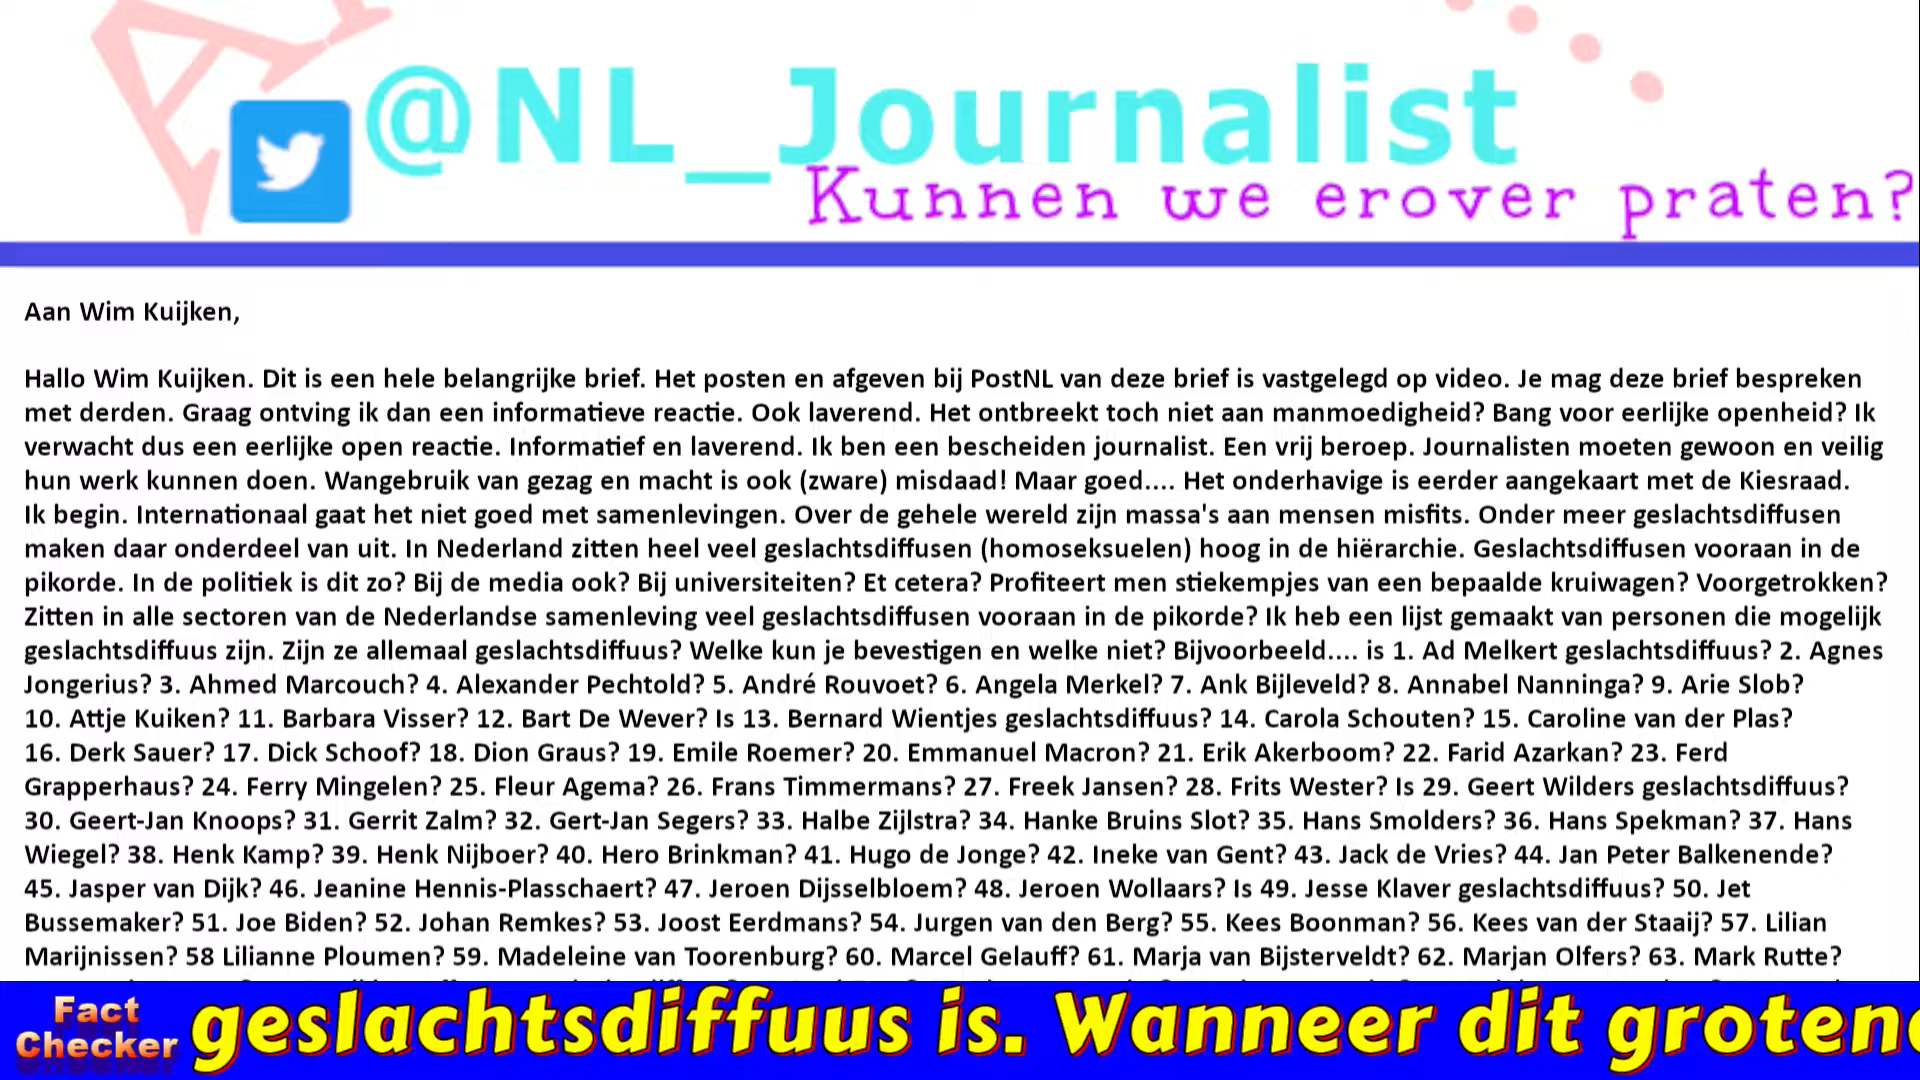 @NL_Journalist
Kunnen we erover praten?
Aan Wim Kuijken,
Hallo Wim Kuijken. Dit is een hele belangrijke brief. Het posten en afgeven bij PostNL van deze brief is vastgelegd op video. Je mag deze brief bespreken
met derden. Graag ontving ik dan een informatieve reactie. Ook laverend. Het ontbreekt toch niet aan manmoedigheid? Bang voor eerlijke openheid? Ik
verwacht dus een eerlijke open reactie. Informatief en laverend. Ik ben een bescheiden journalist. Een vrij beroep. Journalisten moeten gewoon en veilig
hun werk kunnen doen. Wangebruik van gezag en macht is ook (zware) misdaad! Maar goed.... Het onderhavige is eerder aangekaart met de Kiesraad.
Ik begin. Internationaal gaat het niet goed met samenlevingen. Over de gehele wereld zijn massa's aan mensen misfits. Onder meer geslachtsdiffusen
maken daar onderdeel van uit. In Nederland zitten heel veel geslachtsdiffusen (homoseksuelen) hoog in de hiërarchie. Geslachtsdiffusen vooraan in de
pikorde. In de politiek is dit zo? Bij de media ook? Bij universiteiten? Et cetera? Profiteert men stiekempjes van een bepaalde kruiwagen? Voorgetrokken?
Zitten in alle sectoren van de Nederlandse samenleving veel geslachtsdiffusen vooraan in de pikorde? Ik heb een lijst gemaakt van personen die mogelijk
geslachtsdiffuus zijn. Zijn ze allemaal geslachtsdiffuus? Welke kun je bevestigen en welke niet? Bijvoorbeeld.... is 1. Ad Melkert geslachtsdiffuus? 2. Agnes
Jongerius? 3. Ahmed Marcouch? 4. Alexander Pechtold? 5. André Rouvoet? 6. Angela Merkel? 7. Ank Bijleveld? 8. Annabel Nanninga? 9. Arie Slob?
10. Attje Kuiken? 11. Barbara Visser? 12. Bart De Wever? Is 13. Bernard Wientjes geslachtsdiffuus? 14. Carola Schouten? 15. Caroline van der Plas?
16. Derk Sauer? 17. Dick Schoof? 18. Dion Graus? 19. Emile Roemer? 20. Emmanuel Macron? 21. Erik Akerboom? 22. Farid Azarkan? 23. Ferd
Grapperhaus? 24. Ferry Mingelen? 25. Fleur Agema? 26. Frans Timmermans? 27. Freek Jansen? 28. Frits Wester? Is 29. Geert Wilders geslachtsdiffuus?
30. Geert-Jan Knoops? 31. Gerrit Zalm? 32. Gert-Jan Segers? 33. Halbe Zijlstra? 34. Hanke Bruins Slot? 35. Hans Smolders? 36. Hans Spekman? 37. Hans
Wiegel? 38. Henk Kamp? 39. Henk Nijboer? 40. Hero Brinkman? 41. Hugo de Jonge? 42. Ineke van Gent? 43. Jack de Vries? 44. Jan Peter Balkenende?
45. Jasper van Dijk? 46. Jeanine Hennis-Plasschaert? 47. Jeroen Dijsselbloem? 48. Jeroen Wollaars? Is 49. Jesse Klaver geslachtsdiffuus? 50. Jet
Bussemaker? 51. Joe Biden? 52. Johan Remkes? 53. Joost Eerdmans? 54. Jurgen van den Berg? 55. Kees Boonman? 56. Kees van der Staaij? 57. Lilian
Marijnissen? 58 Lilianne Ploumen? 59. Madeleine van Toorenburg? 60. Marcel Gelauff? 61. Marja van Bijsterveldt? 62. Marjan Olfers? 63. Mark Rutte?
Fact
Checker
geslachtsdiffuus is. Wanneer dit groten